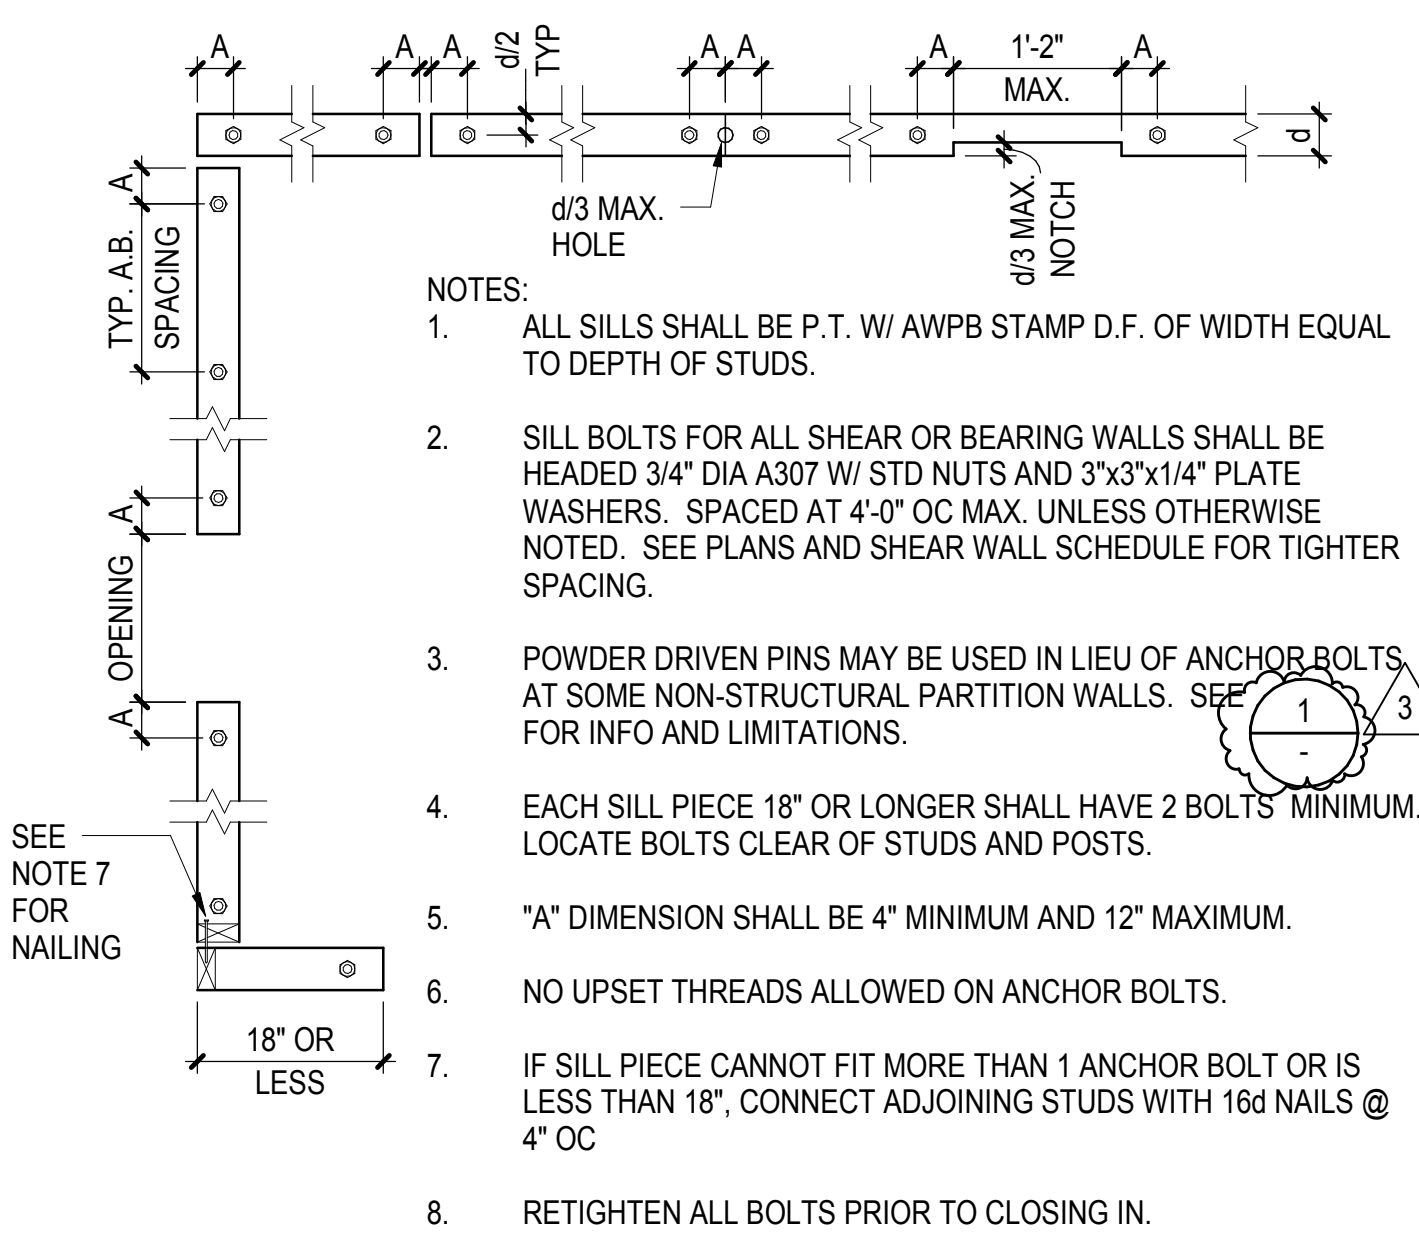 A
A
A
d/2
TYP
A
A
A
1'-2"
MAX.
A
d
d/3 MAX.
HOLE
d/3 MAX.
NOTCH
A
TYP. A.B.
SPACING
A
OPENING
A
SEE
NOTE 7
FOR
NAILING
18" OR
LESS
NOTES:
1. ALL SILLS SHALL BE P.T. W/ AWPB STAMP D.F. OF WIDTH EQUAL
TO DEPTH OF STUDS.
2. SILL BOLTS FOR ALL SHEAR OR BEARING WALLS SHALL BE
HEADED 3/4" DIA A307 W/ STD NUTS AND 3"x3"x1/4" PLATE
WASHERS. SPACED AT 4'-0" OC MAX. UNLESS OTHERWISE
NOTED. SEE PLANS AND SHEAR WALL SCHEDULE FOR TIGHTER
SPACING.
3. POWDER DRIVEN PINS MAY BE USED IN LIEU OF ANCHOR BOLTS
AT SOME NON-STRUCTURAL PARTITION WALLS. SEE
1
-
3
FOR INFO AND LIMITATIONS.
4. EACH SILL PIECE 18" OR LONGER SHALL HAVE 2 BOLTS MINIMUM.
LOCATE BOLTS CLEAR OF STUDS AND POSTS.
5. "A" DIMENSION SHALL BE 4" MINIMUM AND 12" MAXIMUM.
6. NO UPSET THREADS ALLOWED ON ANCHOR BOLTS.
7. IF SILL PIECE CANNOT FIT MORE THAN 1 ANCHOR BOLT OR IS
LESS THAN 18", CONNECT ADJOINING STUDS WITH 16d NAILS @
4" OC
8. RETIGHTEN ALL BOLTS PRIOR TO CLOSING IN.